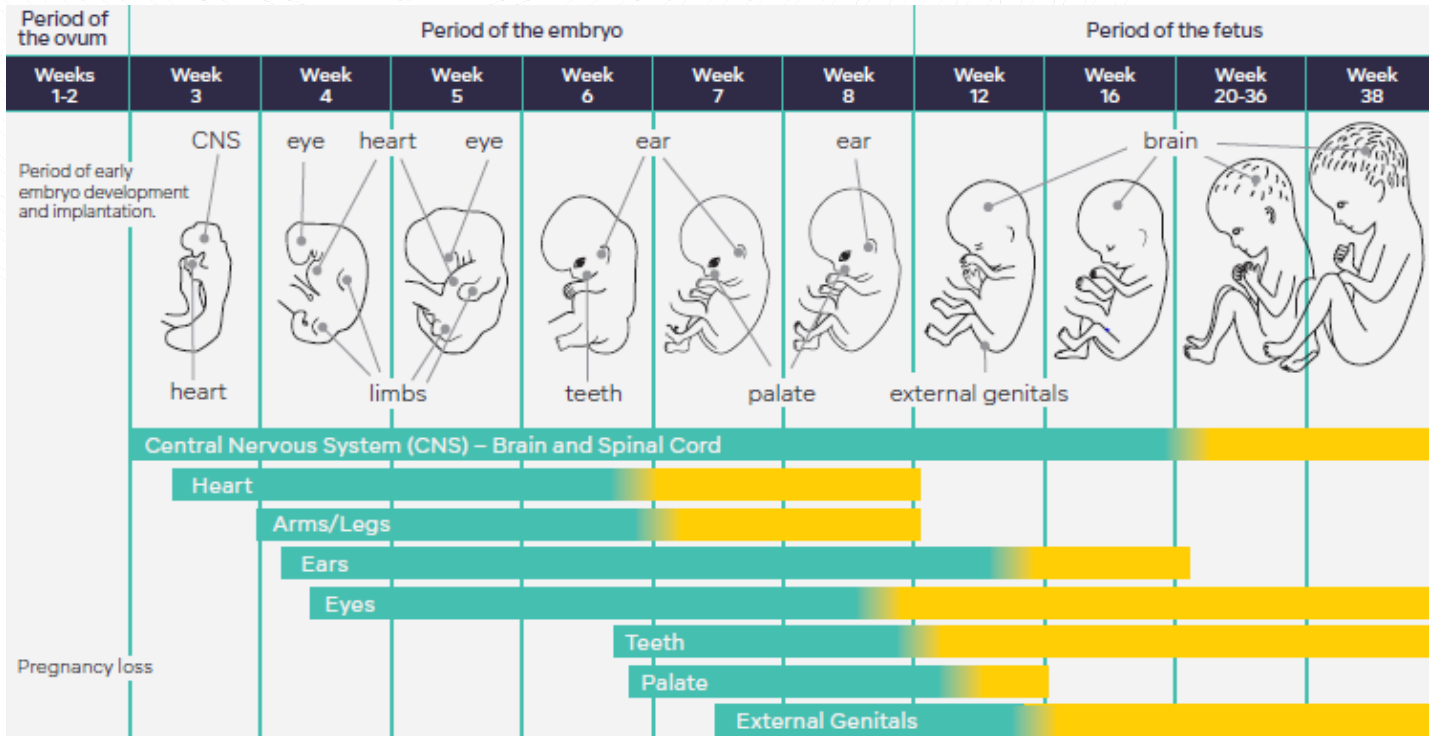 Period of
the ovum
Period of the embryo
Period of the fetus
Weeks
1-2
Week
3
Week
4
Week
5
Week
6
Week
7
Week
8
Week
12
Week
16
Week
20-36
Week
38
CNS
eye
heart
eye
ear
ear
brain
Period of early
embryo development
and implantation.
heart
limbs
teeth
palate
external genitals
Central Nervous System (CNS) – Brain and Spinal Cord
Heart
Arms/Legs
Ears
Eyes
Teeth
Pregnancy loss
Palate
External Genitals